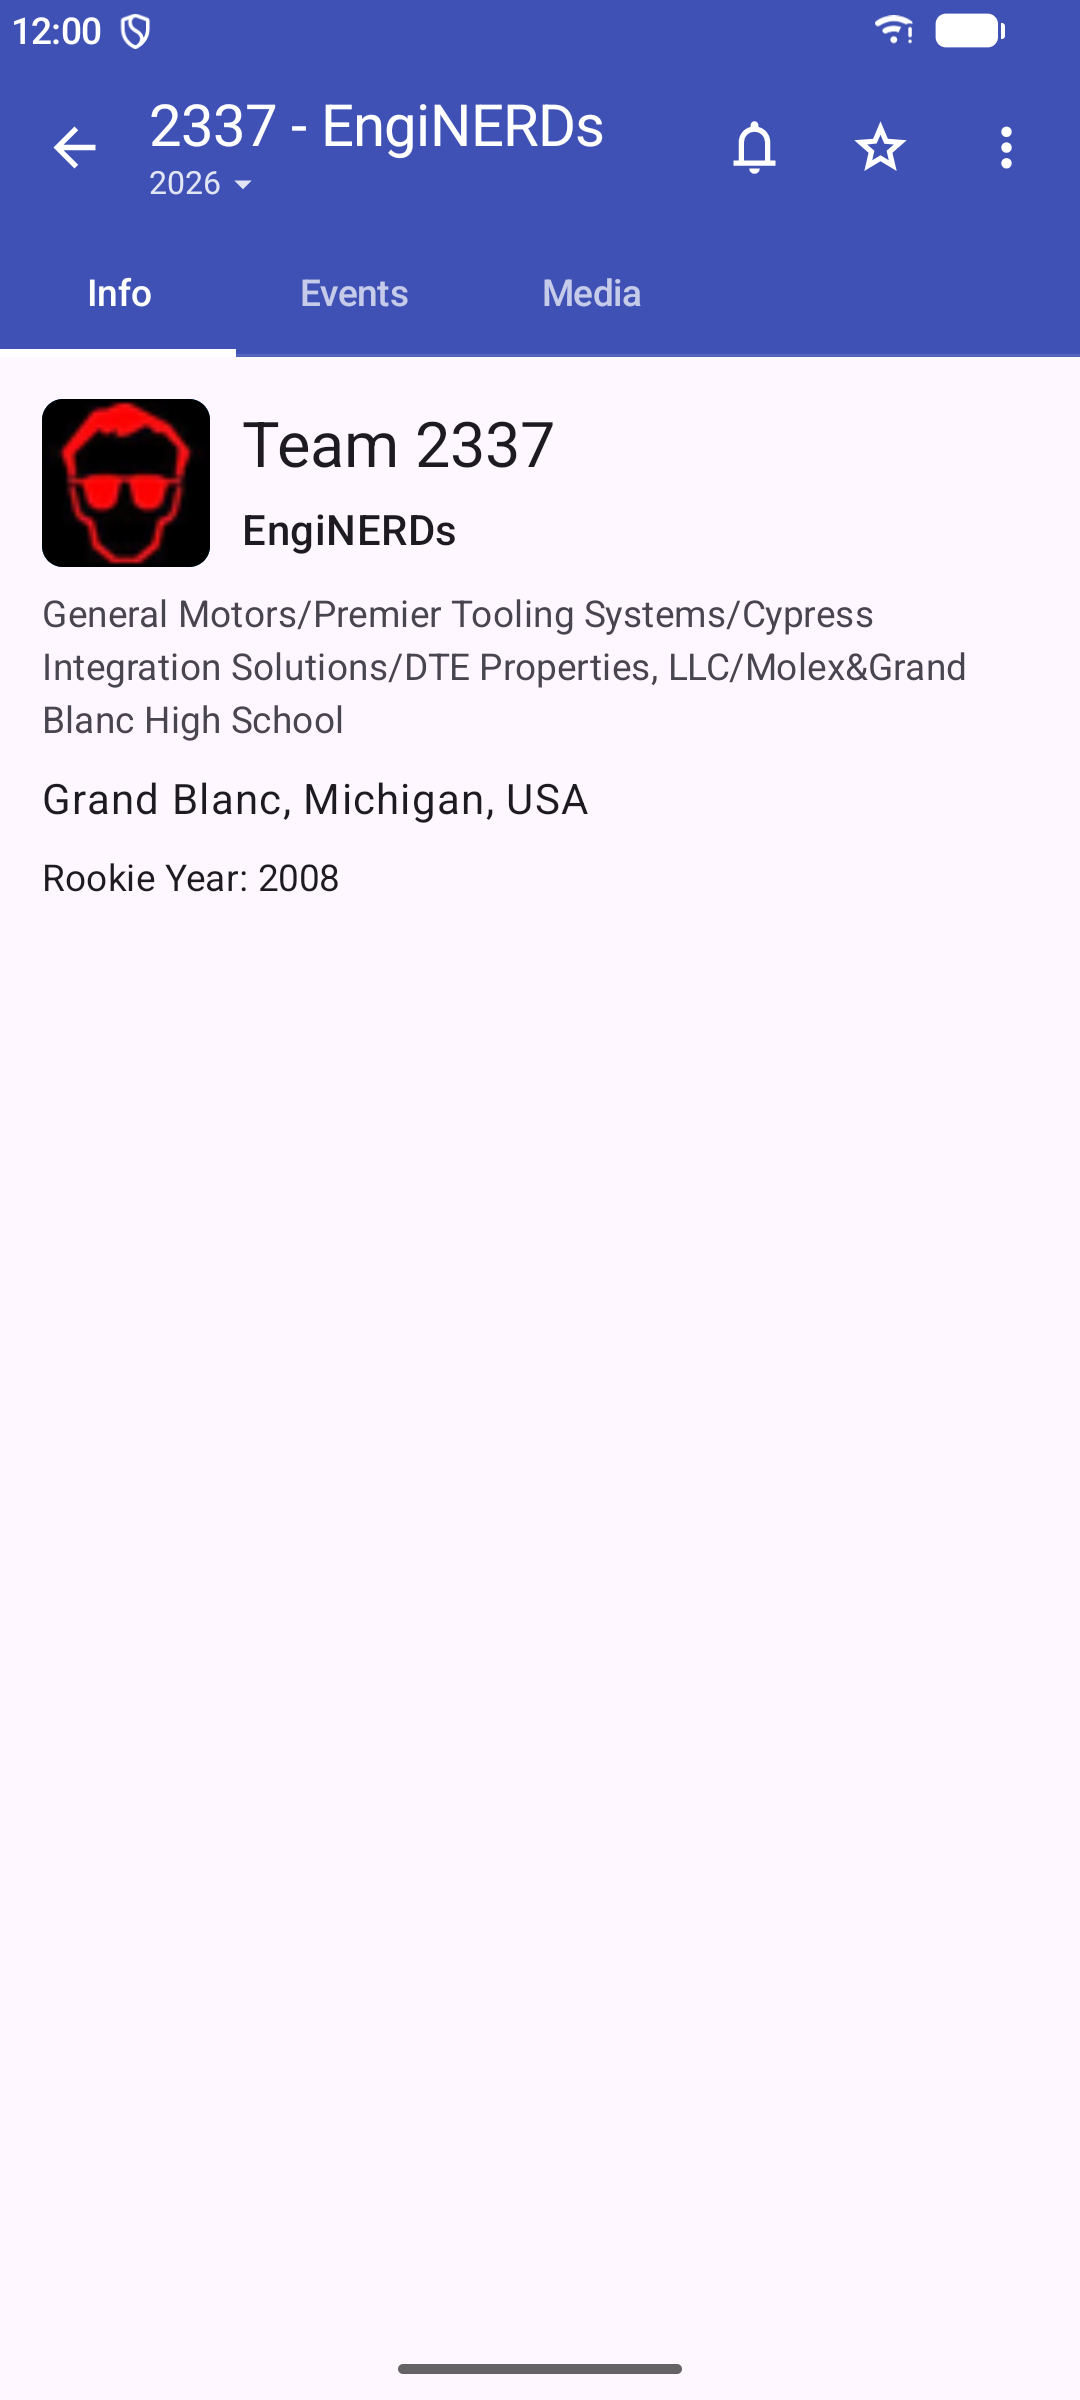 12:00
2337 - EngiNERDs
2026
Info
Events
Media
Team 2337
EngiNERDs
General Motors/Premier Tooling Systems/Cypress
Integration Solutions/DTE Properties, LLC/Molex&Grand
Blanc High School
Grand Blanc, Michigan, USA
Rookie Year: 2008